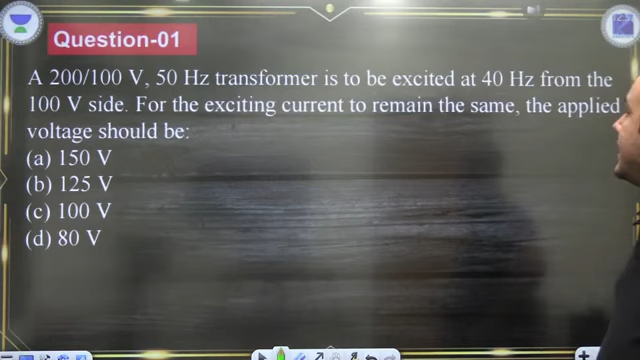 Question-01
A 200/100 V, 50 Hz transformer is to be excited at 40 Hz from the
100 V side. For the exciting current to remain the same, the applied
voltage should be:
(a) 150 V
(b) 125 V
(c) 100 V
(d) 80 V